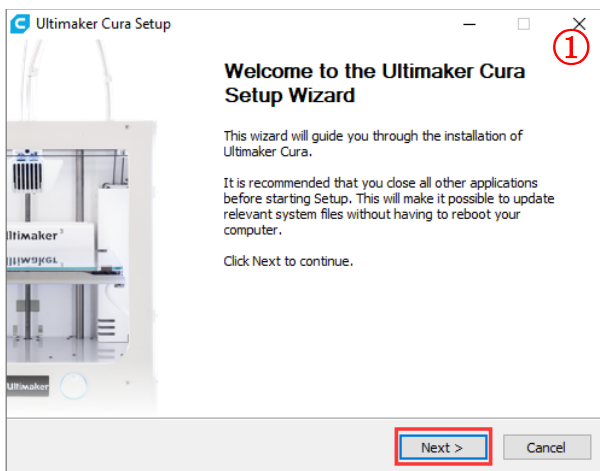 Ultimaker Cura Setup
①
Welcome to the Ultimaker Cura
Setup Wizard
This wizard will guide you through the installation of
Ultimaker Cura.
It is recommended that you close all other applications
before starting Setup. This will make it possible to update
relevant system files without having to reboot your
computer.
Click Next to continue.
ltimaker³
Ultimaker
Next >
Cancel